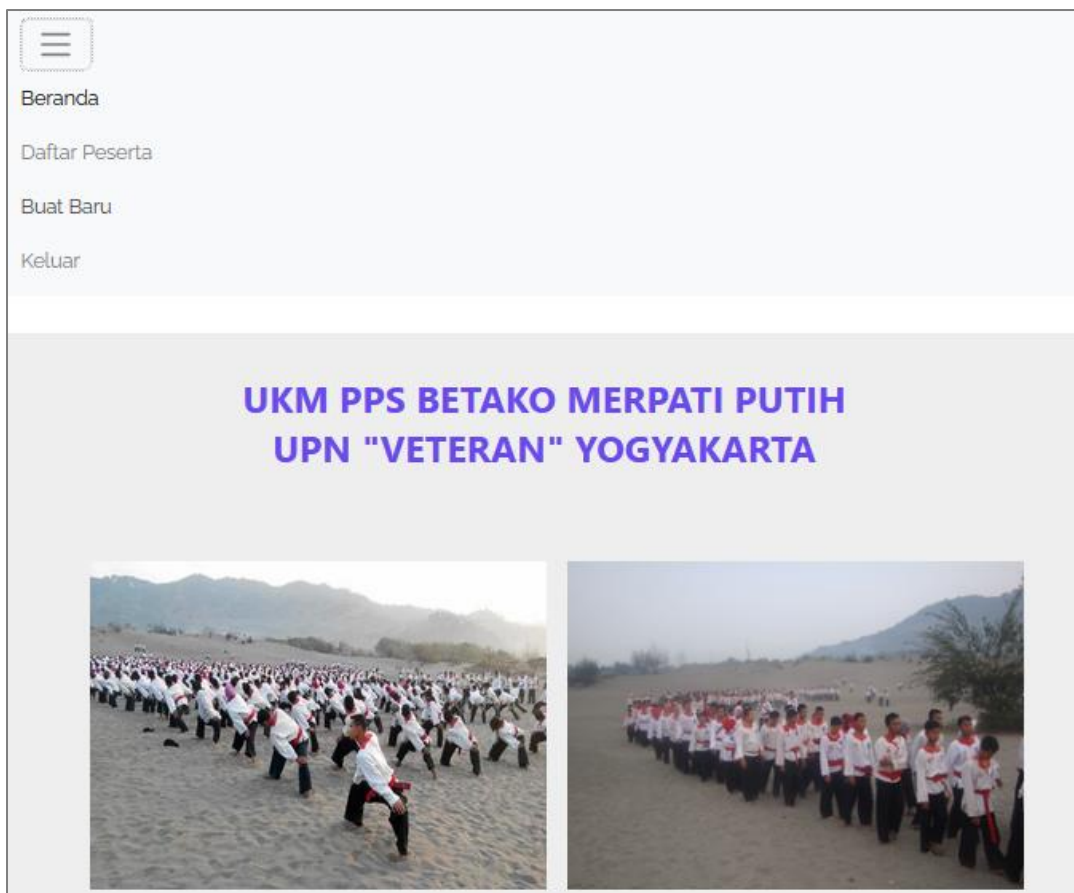 Beranda
Daftar Peserta
Buat Baru
Keluar
UKM PPS BETAKO MERPATI PUTIH
UPN "VETERAN" YOGYAKARTA